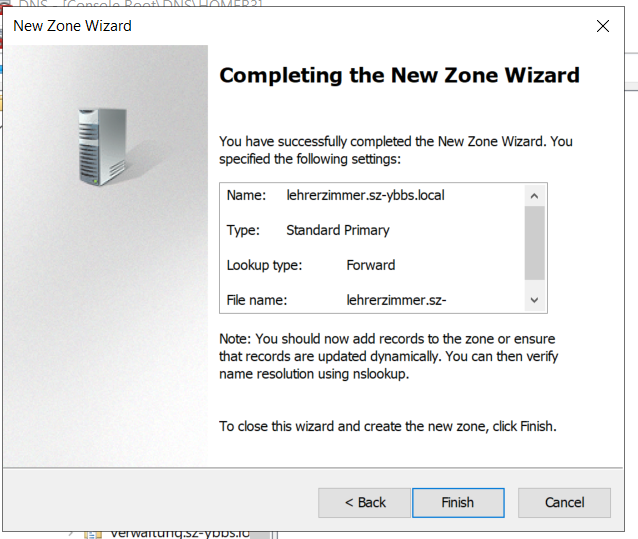 DNS - [Console Root\DNS\HOMER3]
New Zone Wizard
Completing the New Zone Wizard
You have successfully completed the New Zone Wizard. You
specified the following settings:
Name: lehrerzimmer.sz-ybbs.local
Type: Standard Primary
Lookup type: Forward
File name: lehrerzimmer.sz-
Note: You should now add records to the zone or ensure
that records are updated dynamically. You can then verify
name resolution using nslookup.
To close this wizard and create the new zone, click Finish.
< Back Finish Cancel
verwaltung.sz-ybbs.lo